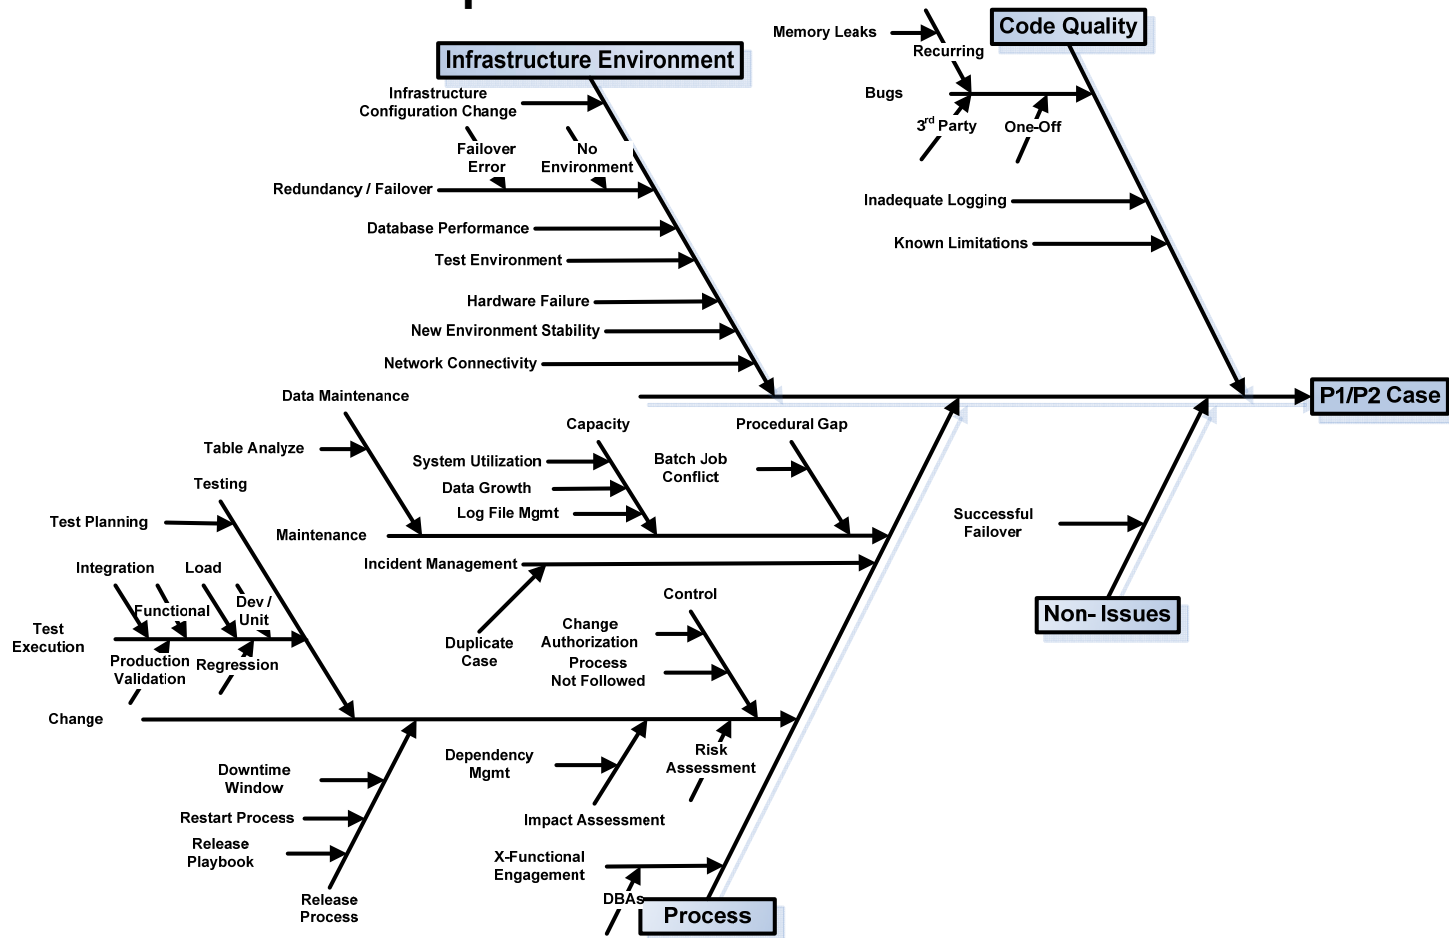 Memory Leaks
Recurring
Code Quality
Infrastructure Environment
Bugs
3rd Party
One-Off
Infrastructure
Configuration Change
Failover
Error
No
Environment
Redundancy / Failover
Inadequate Logging
Database Performance
Known Limitations
Test Environment
Hardware Failure
New Environment Stability
Network Connectivity
P1/P2 Case
Data Maintenance
Table Analyze
Capacity
System Utilization
Data Growth
Log File Mgmt
Procedural Gap
Batch Job
Conflict
Testing
Test Planning
Maintenance
Successful
Failover
Incident Management
Integration
Load
Functional
Dev /
Unit
Test
Execution
Production
Validation
Regression
Duplicate
Case
Control
Change
Authorization
Process
Not Followed
Non- Issues
Change
Downtime
Window
Restart Process
Release
Playbook
Release
Process
Dependency
Mgmt
Risk
Assessment
Impact Assessment
X-Functional
Engagement
DBAs
Process